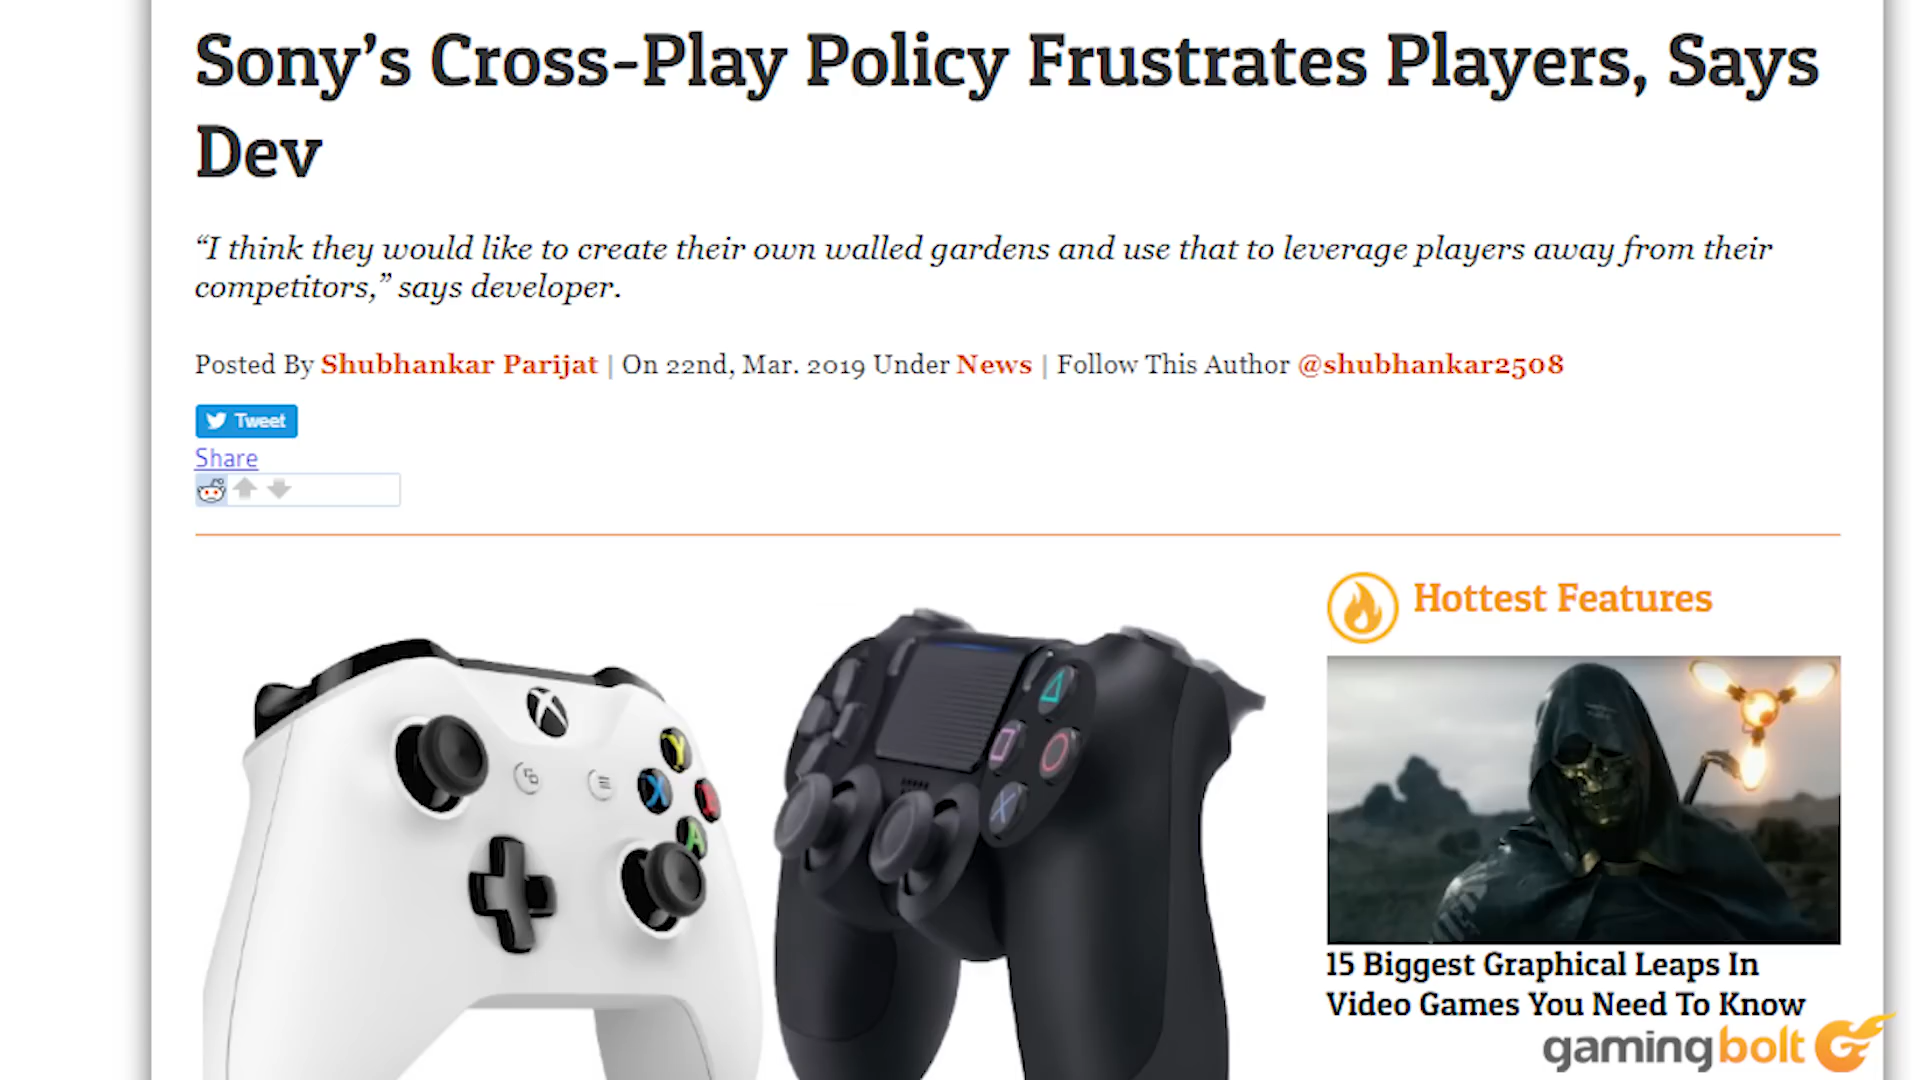 Sony’s Cross-Play Policy Frustrates Players, Says
Dev
“I think they would like to create their own walled gardens and use that to leverage players away from their
competitors,” says developer.
Posted By Shubhankar Parijat | On 22nd, Mar. 2019 Under News | Follow This Author @shubhankar2508
Tweet
Share
Hottest Features
Y
X
B
A
15 Biggest Graphical Leaps In
Video Games You Need To Know
gamingbolt